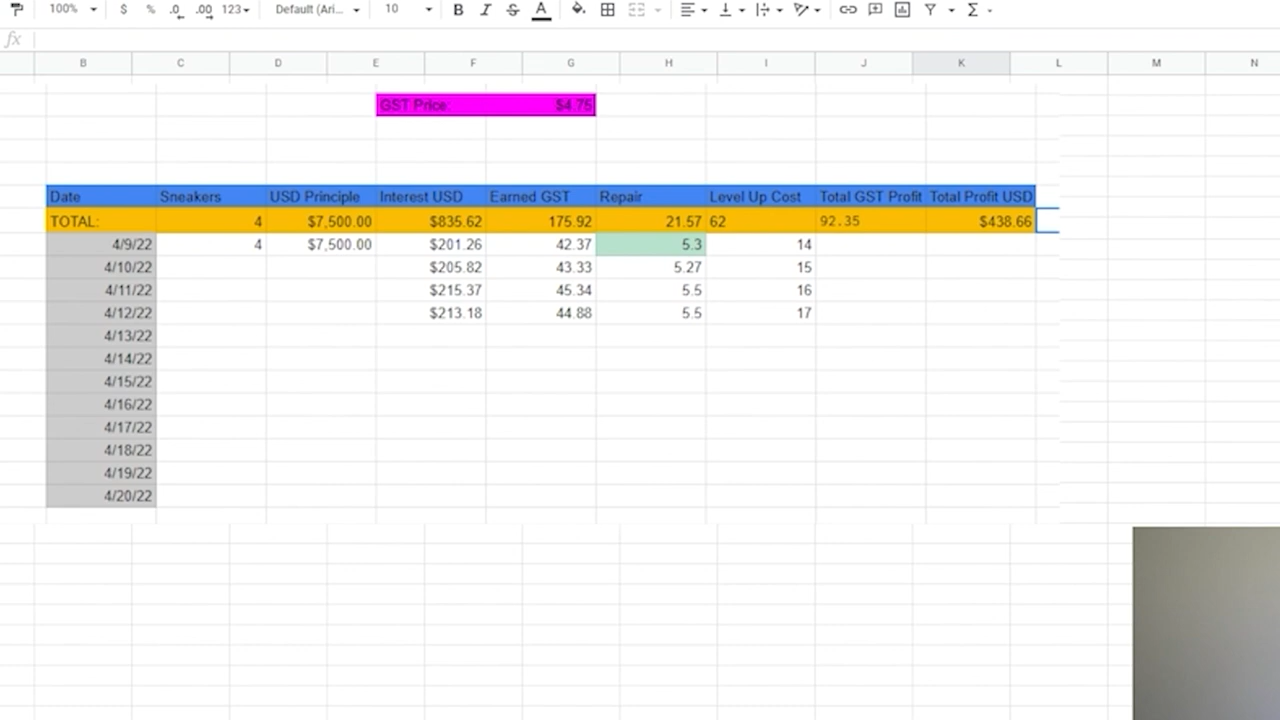 100% $ % .0 .00 123 Default (Ari... 10 B I S A Σ
fx
B C D E F G H I J K L M N
GST Price: $4.75
Date Sneakers USD Principle Interest USD Earned GST Repair Level Up Cost Total GST Profit Total Profit USD
TOTAL: 4 $7,500.00 $835.62 175.92 21.57 62 92.35 $438.66
4/9/22 4 $7,500.00 $201.26 42.37 5.3 14
4/10/22 $205.82 43.33 5.27 15
4/11/22 $215.37 45.34 5.5 16
4/12/22 $213.18 44.88 5.5 17
4/13/22
4/14/22
4/15/22
4/16/22
4/17/22
4/18/22
4/19/22
4/20/22